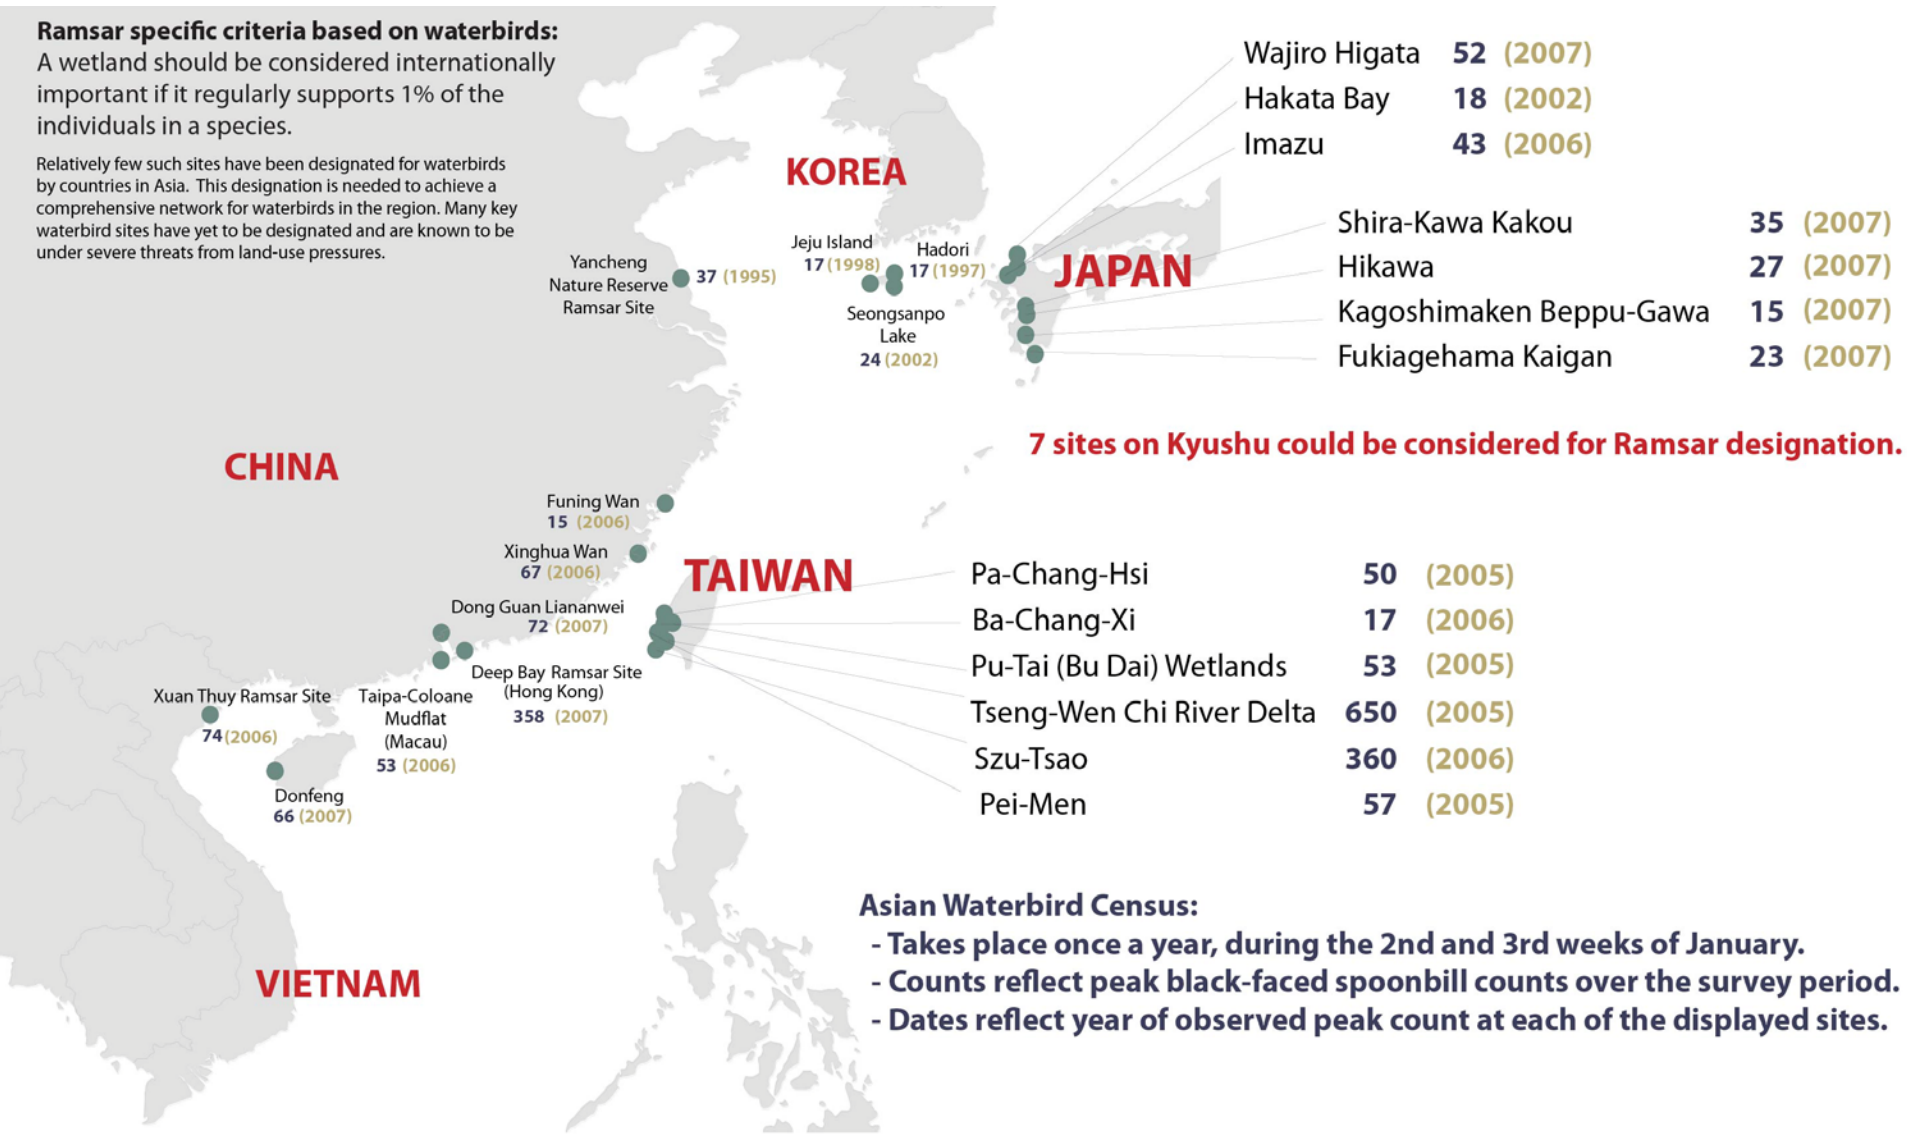 Ramsar specific criteria based on waterbirds:
A wetland should be considered internationally
important if it regularly supports 1% of the
individuals in a species.
Relatively few such sites have been designated for waterbirds
by countries in Asia. This designation is needed to achieve a
comprehensive network for waterbirds in the region. Many key
waterbird sites have yet to be designated and are known to be
under severe threats from land-use pressures.
Wajiro Higata 52 (2007)
Hakata Bay 18 (2002)
Imazu 43 (2006)
KOREA
Shira-Kawa Kakou 35 (2007)
Hikawa 27 (2007)
Kagoshimaken Beppu-Gawa 15 (2007)
Fukiagehama Kaigan 23 (2007)
JAPAN
Jeju Island
17 (1998)
Hadori
17 (1997)
Seongsanpo
Lake
24 (2002)
Yancheng
Nature Reserve
Ramsar Site
37 (1995)
7 sites on Kyushu could be considered for Ramsar designation.
CHINA
Funing Wan
15 (2006)
Xinghua Wan
67 (2006)
TAIWAN
Pa-Chang-Hsi 50 (2005)
Ba-Chang-Xi 17 (2006)
Pu-Tai (Bu Dai) Wetlands 53 (2005)
Tseng-Wen Chi River Delta 650 (2005)
Szu-Tsao 360 (2006)
Pei-Men 57 (2005)
Dong Guan Liananwei
72 (2007)
Deep Bay Ramsar Site
(Hong Kong)
358 (2007)
Xuan Thuy Ramsar Site
74 (2006)
Taipa-Coloane
Mudflat
(Macau)
53 (2006)
Donfeng
66 (2007)
VIETNAM
Asian Waterbird Census:
- Takes place once a year, during the 2nd and 3rd weeks of January.
- Counts reflect peak black-faced spoonbill counts over the survey period.
- Dates reflect year of observed peak count at each of the displayed sites.